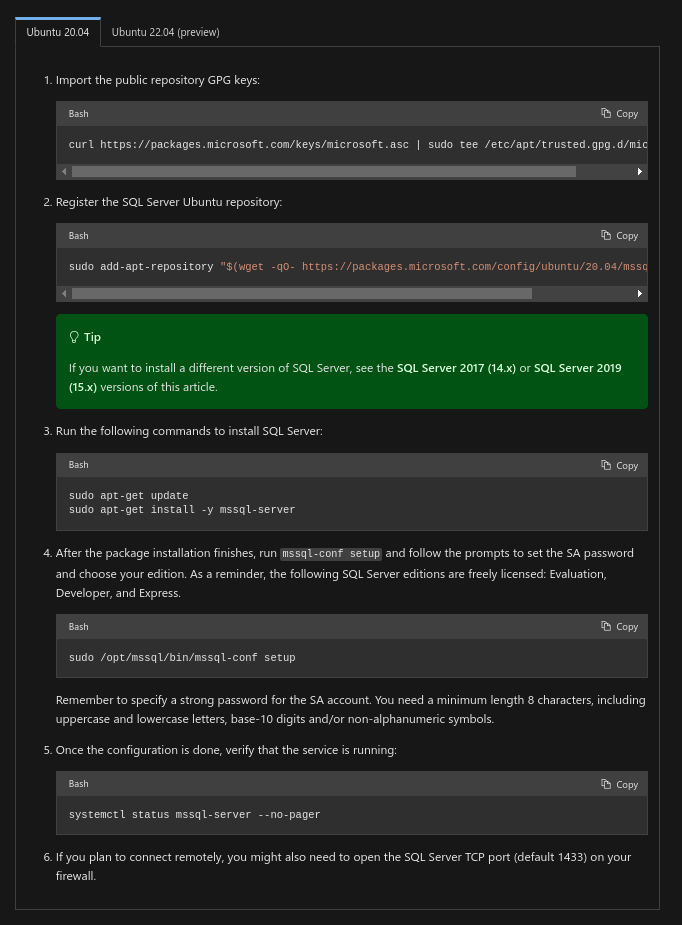 Ubuntu 20.04 Ubuntu 22.04 (preview)
1. Import the public repository GPG keys:
Bash Copy
curl https://packages.microsoft.com/keys/microsoft.asc | sudo tee /etc/apt/trusted.gpg.d/mic
2. Register the SQL Server Ubuntu repository:
Bash Copy
sudo add-apt-repository "$(wget -qO- https://packages.microsoft.com/config/ubuntu/20.04/mssq
Tip
If you want to install a different version of SQL Server, see the SQL Server 2017 (14.x) or SQL Server 2019
(15.x) versions of this article.
3. Run the following commands to install SQL Server:
Bash Copy
sudo apt-get update
sudo apt-get install -y mssql-server
4. After the package installation finishes, run mssql-conf setup and follow the prompts to set the SA password
and choose your edition. As a reminder, the following SQL Server editions are freely licensed: Evaluation,
Developer, and Express.
Bash Copy
sudo /opt/mssql/bin/mssql-conf setup
Remember to specify a strong password for the SA account. You need a minimum length 8 characters, including
uppercase and lowercase letters, base-10 digits and/or non-alphanumeric symbols.
5. Once the configuration is done, verify that the service is running:
Bash Copy
systemctl status mssql-server --no-pager
6. If you plan to connect remotely, you might also need to open the SQL Server TCP port (default 1433) on your
firewall.